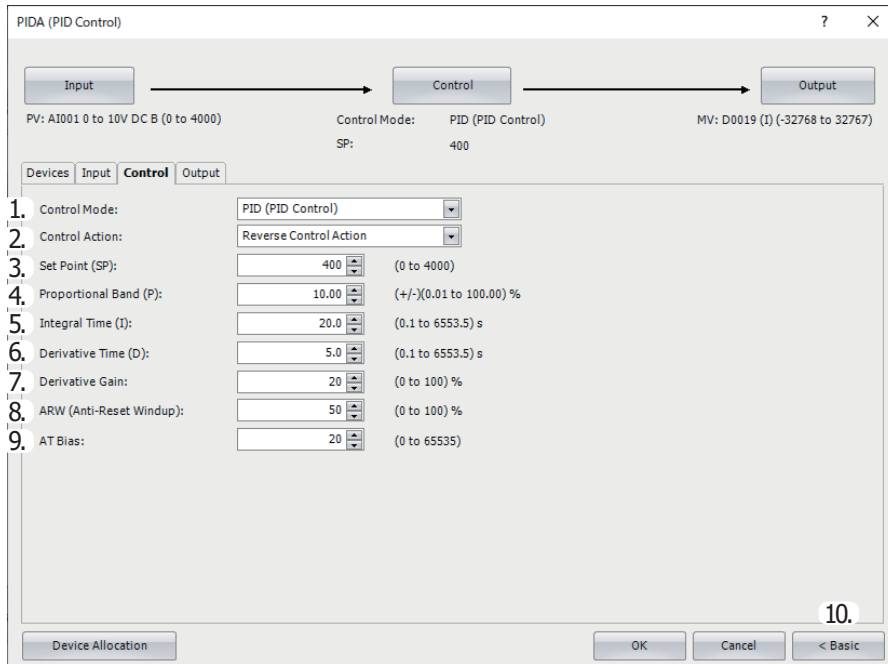 PIDA (PID Control) ? ×
Input Control Output
PV: AI001 0 to 10V DC B (0 to 4000) Control Mode: PID (PID Control) MV: D0019 (I) (-32768 to 32767)
SP: 400
Devices Input Control Output
1. Control Mode: PID (PID Control)
2. Control Action: Reverse Control Action
3. Set Point (SP): 400 (0 to 4000)
4. Proportional Band (P): 10.00 (+/-)(0.01 to 100.00) %
5. Integral Time (I): 20.0 (0.1 to 6553.5) s
6. Derivative Time (D): 5.0 (0.1 to 6553.5) s
7. Derivative Gain: 20 (0 to 100) %
8. ARW (Anti-Reset Windup): 50 (0 to 100) %
9. AT Bias: 20 (0 to 65535)
10.
Device Allocation OK Cancel < Basic